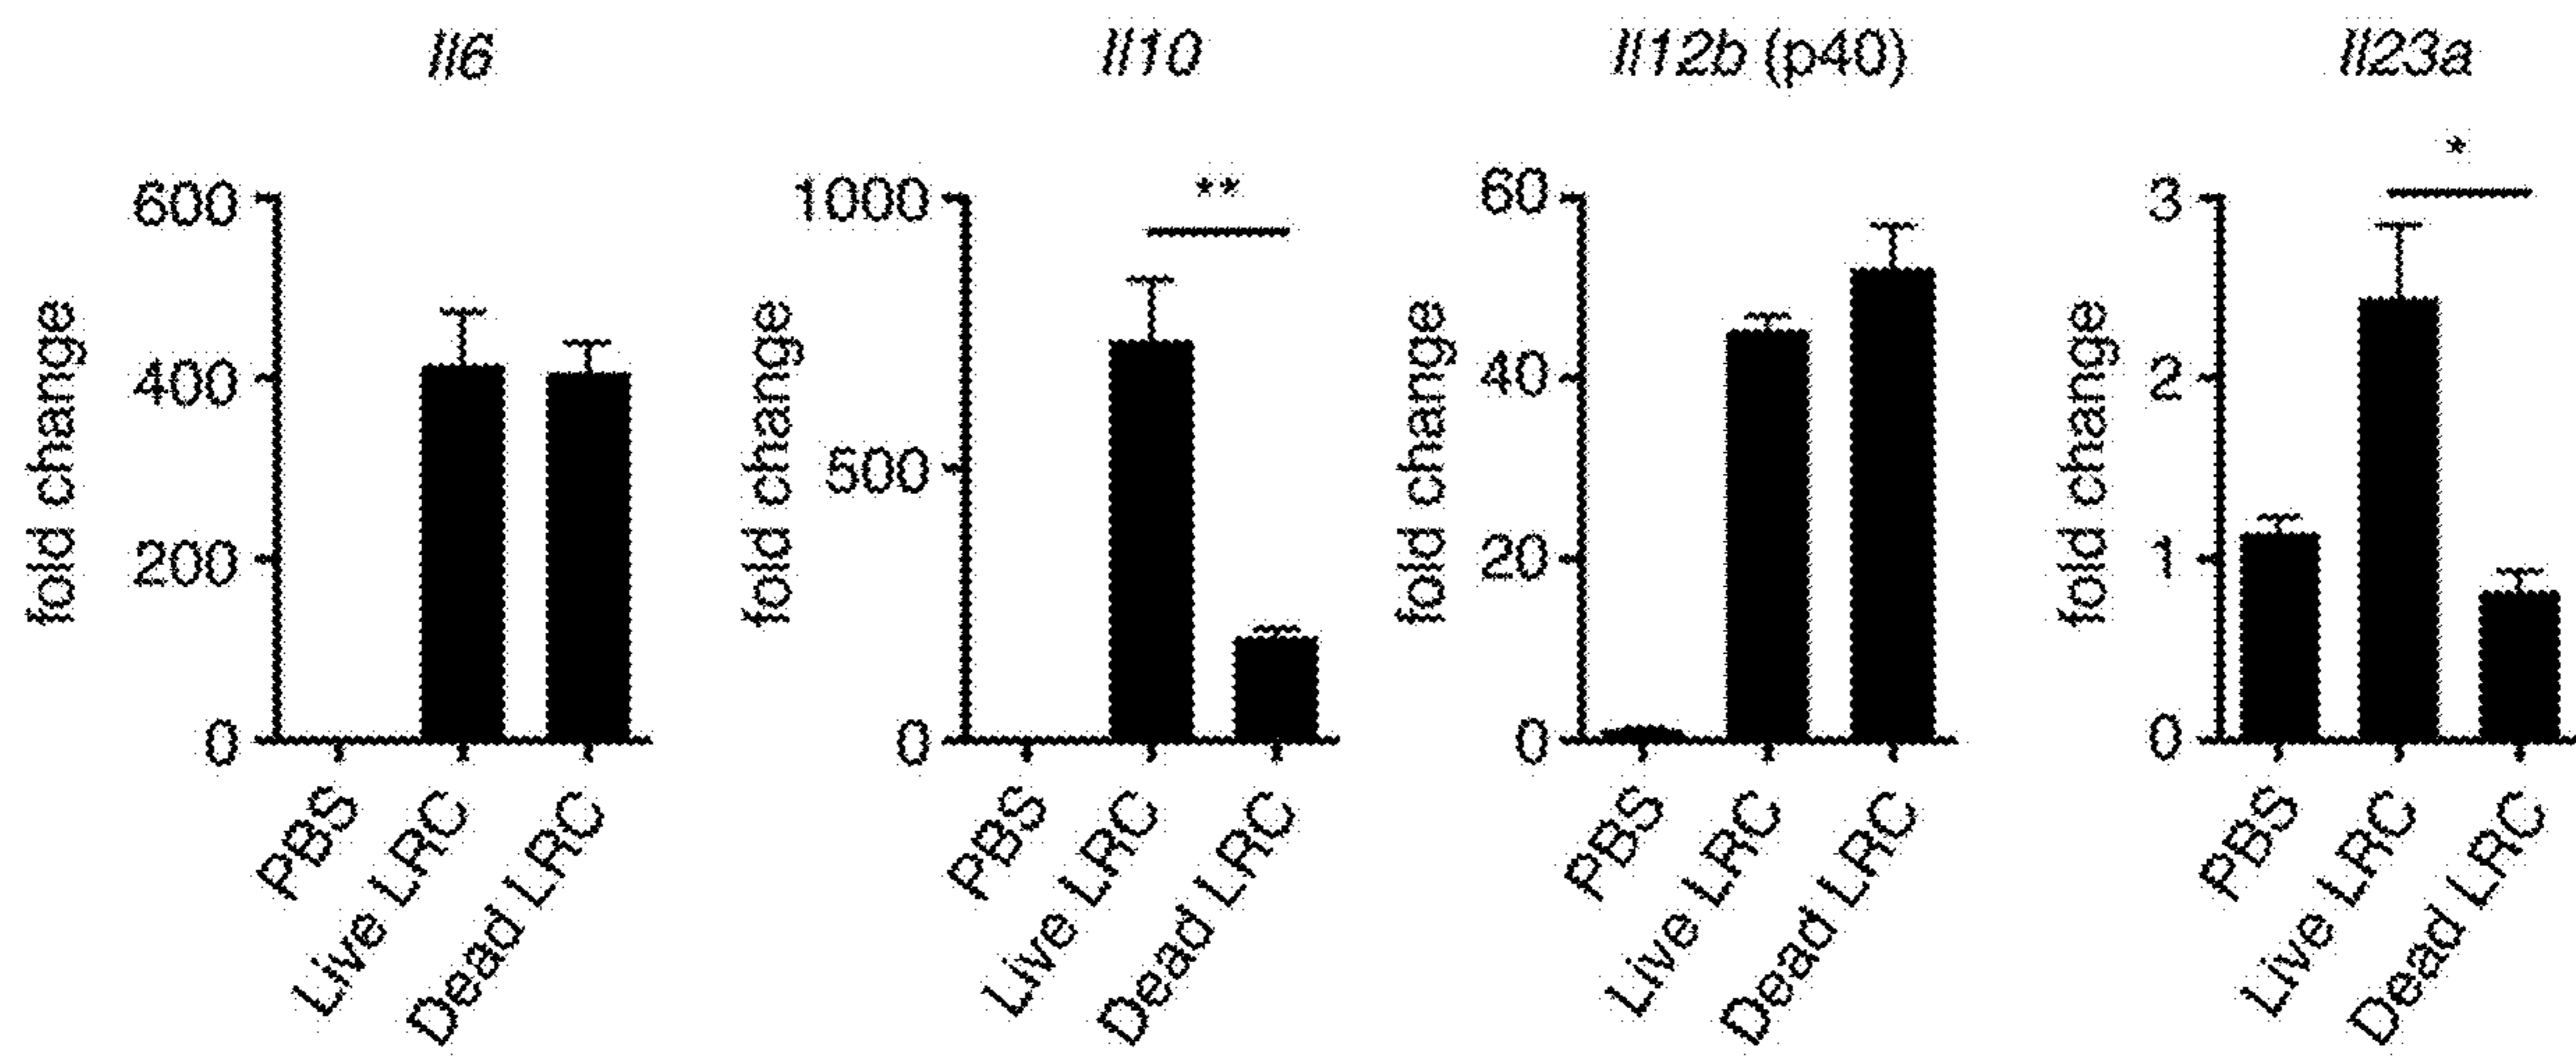 Il6
fold change
600
400
200
0
PBS
Live LRC
Dead LRC
Il10
fold change
1000
**
500
0
PBS
Live LRC
Dead LRC
Il12b (p40)
fold change
60
40
20
0
PBS
Live LRC
Dead LRC
Il23a
fold change
*
3
2
1
0
PBS
Live LRC
Dead LRC